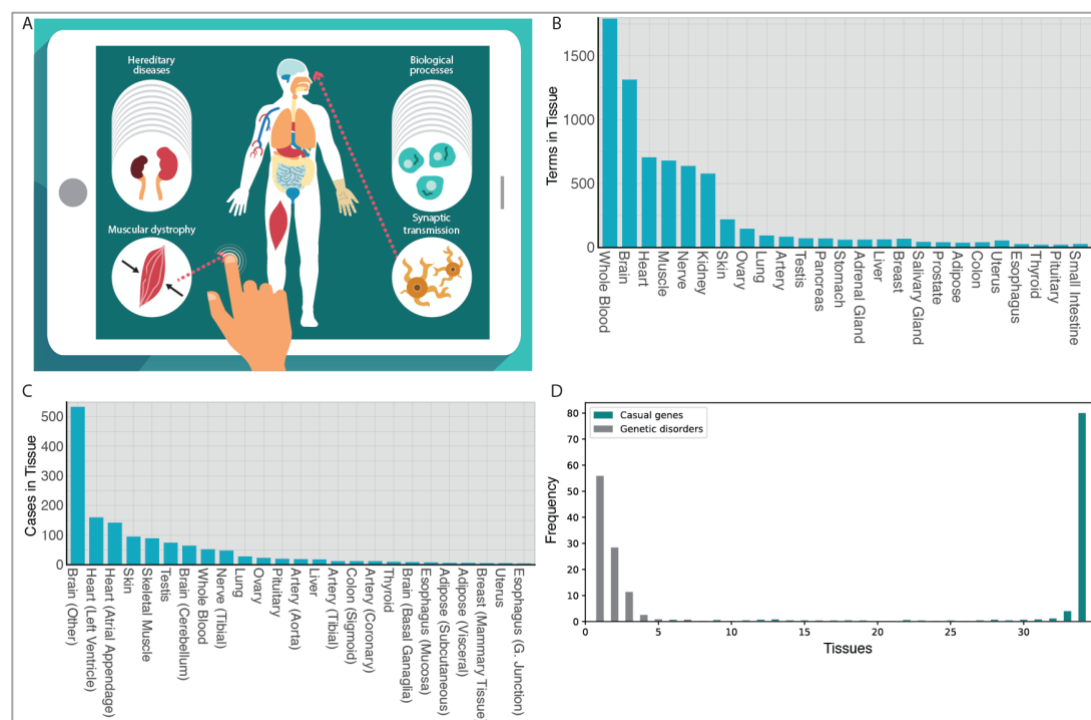 A
Hereditary
diseases
Biological
processes
Muscular dystrophy
Synaptic
transmission
B
Terms in Tissue
1500
1000
500
0
Whole Blood
Brain
Heart
Muscle
Nerve
Kidney
Skin
Ovary
Lung
Artery
Testis
Pancreas
Stomach
Adrenal Gland
Liver
Breast
Salivary Gland
Prostate
Adipose
Colon
Uterus
Esophagus
Thyroid
Pituitary
Small Intestine
C
Cases in Tissue
500
400
300
200
100
0
Brain (Other)
Heart (Left Ventricle)
Heart (Atrial Appendage)
Skin
Skeletal Muscle
Testis
Brain (Cerebellum)
Whole Blood
Nerve (Tibial)
Lung
Ovary
Pituitary
Artery (Aorta)
Liver
Artery (Tibial)
Colon (Sigmoid)
Artery (Coronary)
Thyroid
Brain (Basal Ganaglia)
Esophagus (Mucosa)
Adipose (Subcutaneous)
Adipose (Visceral)
Breast (Mammary Tissue)
Uterus
Esophagus (G. Junction)
D
Casual genes
Genetic disorders
Frequency
80
70
60
50
40
30
20
10
0
0 5 10 15 20 25 30
Tissues